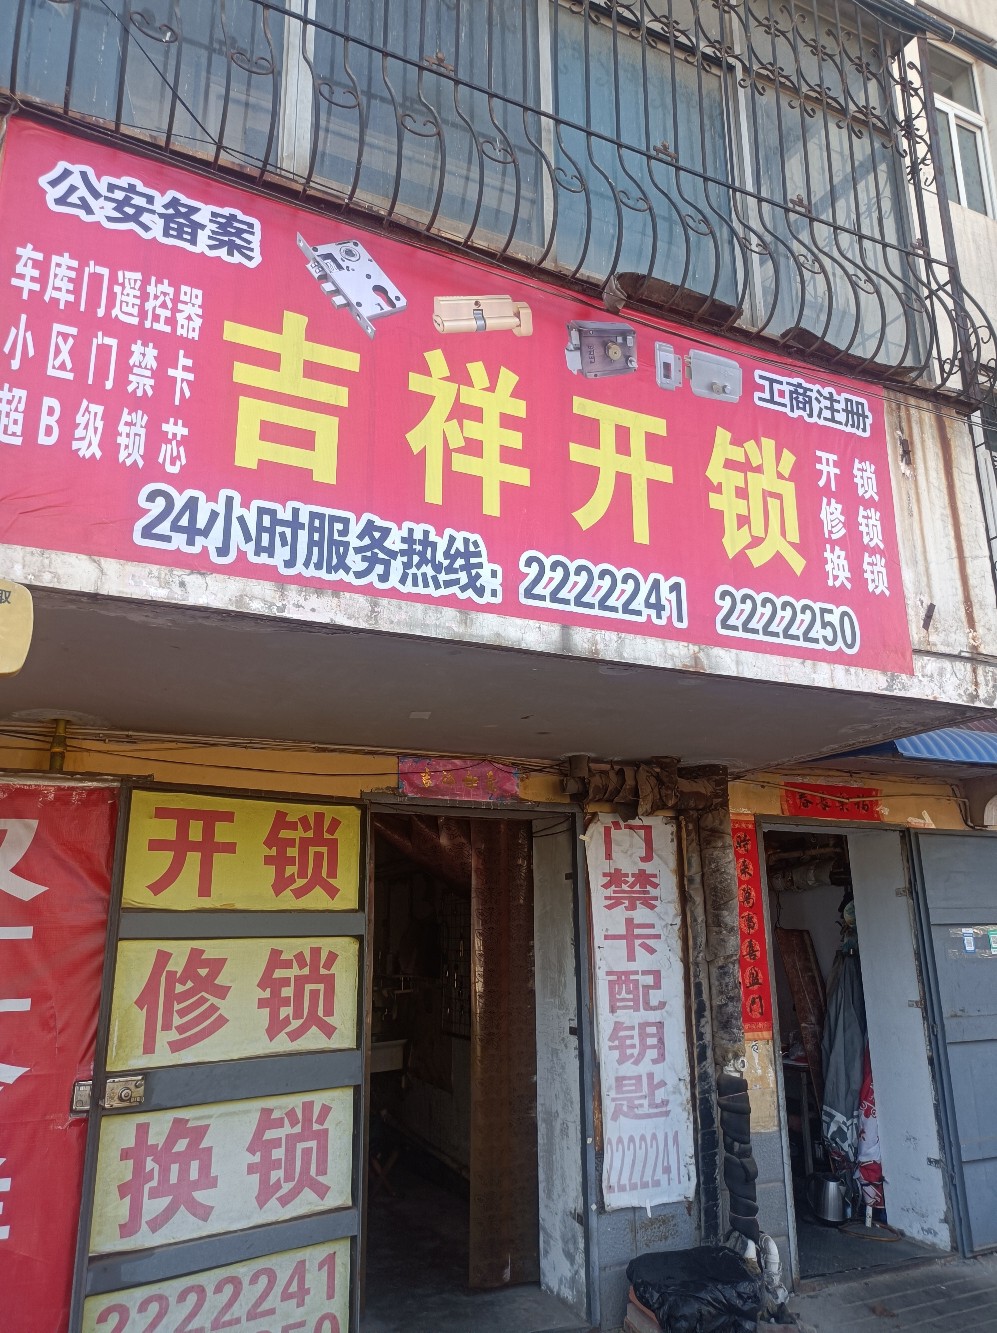 公安备案
车库门遥控器
小区门禁卡
超B级锁芯
吉祥开锁
工商注册
开锁
修锁
换锁
24小时服务热线：2222241 2222250
开锁
修锁
换锁
2222241
门禁卡配钥匙
2222241